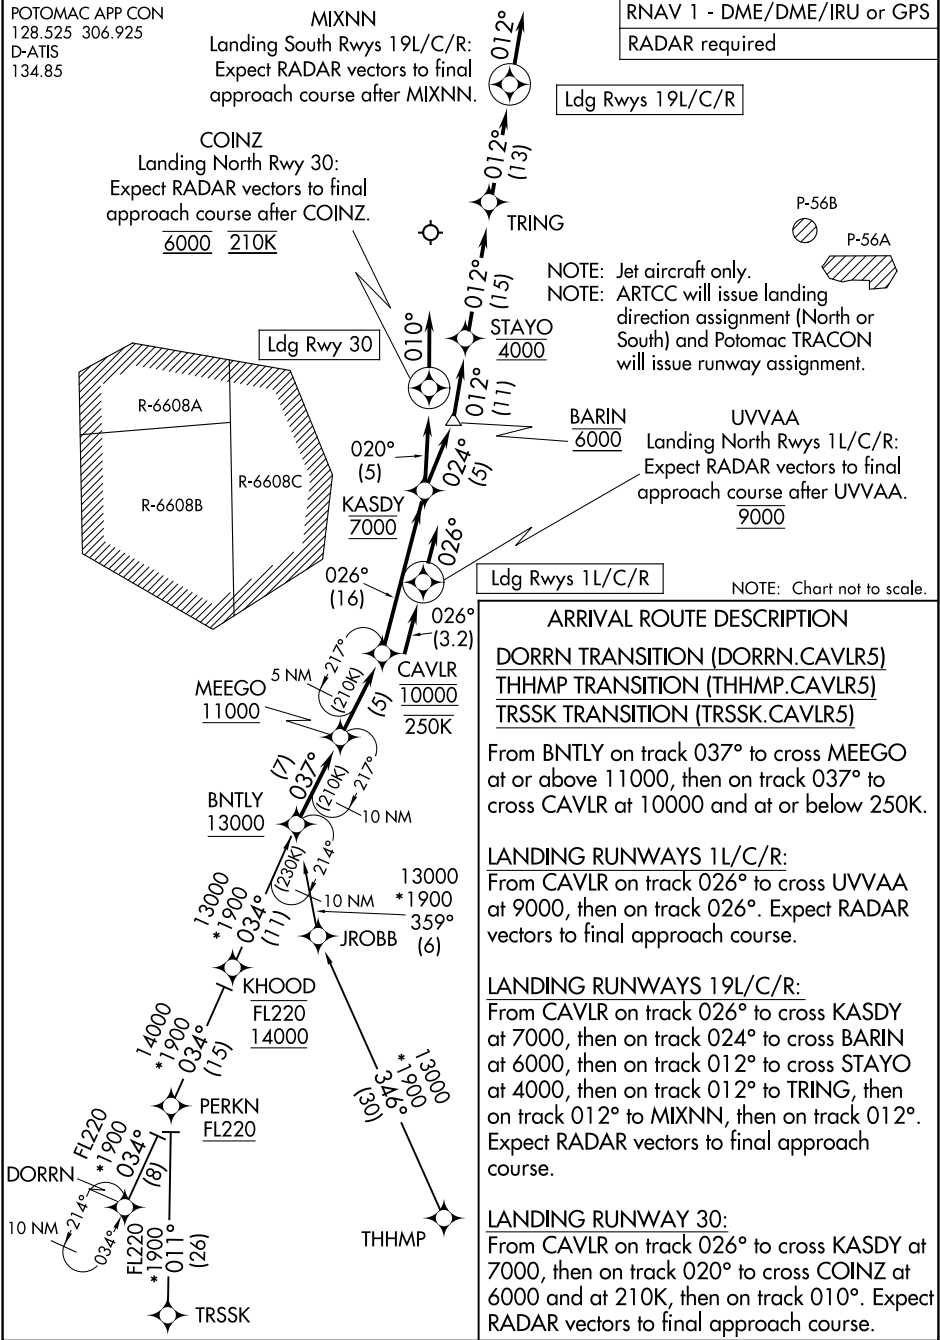 POTOMAC APP CON
128.525 306.925
D-ATIS
134.85
MIXNN
Landing South Rwys 19L/C/R:
Expect RADAR vectors to final
approach course after MIXNN.
RNAV 1 - DME/DME/IRU or GPS
RADAR required
012°
Ldg Rwys 19L/C/R
012°
(13)
TRING
COINZ
Landing North Rwy 30:
Expect RADAR vectors to final
approach course after COINZ.
6000 210K
P-56B
P-56A
NOTE: Jet aircraft only.
NOTE: ARTCC will issue landing
direction assignment (North or
South) and Potomac TRACON
will issue runway assignment.
012°
(15)
STAYO
4000
Ldg Rwy 30
010°
012°
(11)
BARIN
6000
R-6608A
R-6608B
R-6608C
020°
(5)
024°
(5)
KASDY
7000
UVVAA
Landing North Rwys 1L/C/R:
Expect RADAR vectors to final
approach course after UVVAA.
9000
026°
026°
(16)
Ldg Rwys 1L/C/R
NOTE: Chart not to scale.
026°
(3.2)
CAVLR
10000
250K
5 NM
217°
(210K)
(5)
MEEGO
11000
(7)
037°
(210K)
217°
10 NM
BNTLY
13000
(230K)
214°
10 NM
13000
*1900
359°
(6)
JROBB
13000
*1900
034°
(11)
KHOOD
FL220
14000
14000
*1900
034°
(15)
13000
*1900
346°
(30)
PERKN
FL220
FL220
*1900
034°
(8)
DORRN
10 NM
214°
034°
FL220
*1900
011°
(26)
THHMP
TRSSK
ARRIVAL ROUTE DESCRIPTION
DORRN TRANSITION (DORRN.CAVLR5)
THHMP TRANSITION (THHMP.CAVLR5)
TRSSK TRANSITION (TRSSK.CAVLR5)
From BNTLY on track 037° to cross MEEGO
at or above 11000, then on track 037° to
cross CAVLR at 10000 and at or below 250K.
LANDING RUNWAYS 1L/C/R:
From CAVLR on track 026° to cross UVVAA
at 9000, then on track 026°. Expect RADAR
vectors to final approach course.
LANDING RUNWAYS 19L/C/R:
From CAVLR on track 026° to cross KASDY
at 7000, then on track 024° to cross BARIN
at 6000, then on track 012° to cross STAYO
at 4000, then on track 012° to TRING, then
on track 012° to MIXNN, then on track 012°.
Expect RADAR vectors to final approach
course.
LANDING RUNWAY 30:
From CAVLR on track 026° to cross KASDY at
7000, then on track 020° to cross COINZ at
6000 and at 210K, then on track 010°. Expect
RADAR vectors to final approach course.